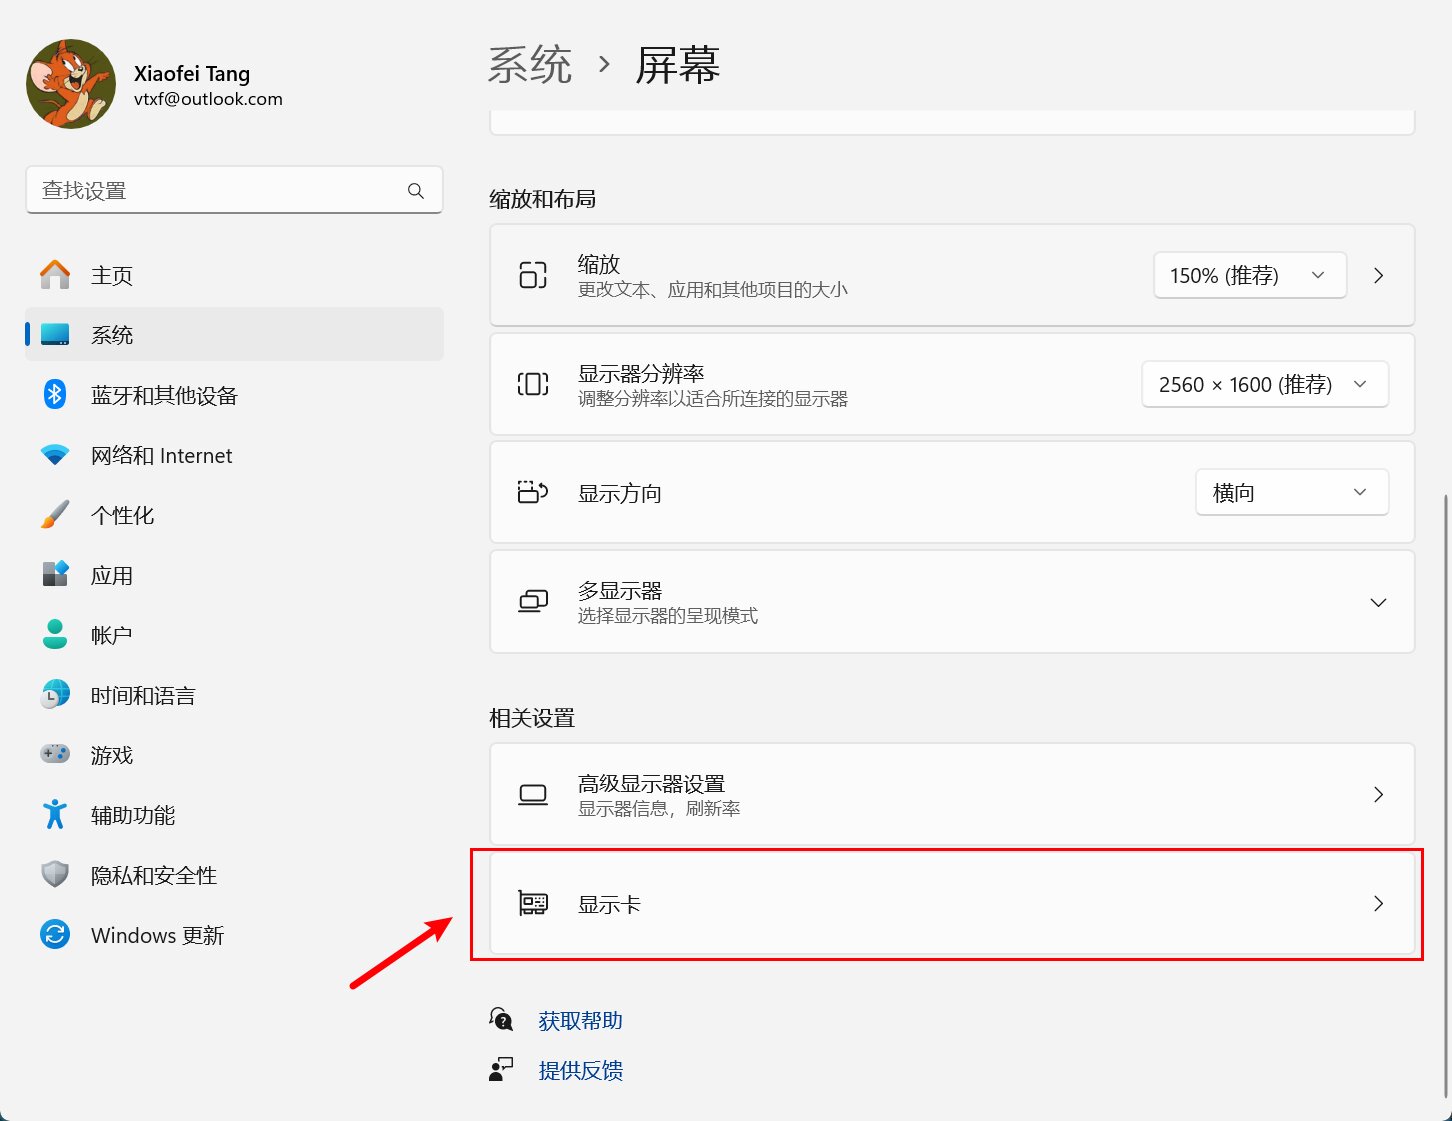 Xiaofei Tang
vtxf@outlook.com
查找设置
主页
系统
蓝牙和其他设备
网络和 Internet
个性化
应用
帐户
时间和语言
游戏
辅助功能
隐私和安全性
Windows 更新
系统 › 屏幕
缩放和布局
缩放
更改文本、应用和其他项目的大小
150% (推荐)
显示器分辨率
调整分辨率以适合所连接的显示器
2560 × 1600 (推荐)
显示方向
横向
多显示器
选择显示器的呈现模式
相关设置
高级显示器设置
显示器信息，刷新率
显示卡
获取帮助
提供反馈